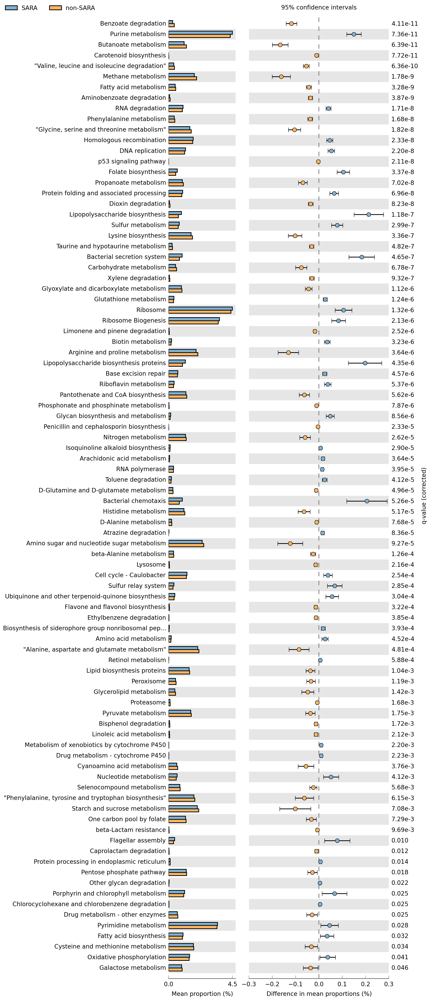 SARA non-SARA 95% confidence intervals
Benzoate degradation 4.11e-11
Purine metabolism 7.36e-11
Butanoate metabolism 6.39e-11
Carotenoid biosynthesis 7.72e-11
"Valine, leucine and isoleucine degradation" 6.36e-10
Methane metabolism 1.78e-9
Fatty acid metabolism 3.28e-9
Aminobenzoate degradation 3.87e-9
RNA degradation 1.71e-8
Phenylalanine metabolism 1.68e-8
"Glycine, serine and threonine metabolism" 1.82e-8
Homologous recombination 2.33e-8
DNA replication 2.20e-8
p53 signaling pathway 2.11e-8
Folate biosynthesis 3.37e-8
Propanoate metabolism 7.02e-8
Protein folding and associated processing 6.96e-8
Dioxin degradation 8.23e-8
Lipopolysaccharide biosynthesis 1.18e-7
Sulfur metabolism 2.99e-7
Lysine biosynthesis 3.36e-7
Taurine and hypotaurine metabolism 4.82e-7
Bacterial secretion system 4.65e-7
Carbohydrate metabolism 6.78e-7
Xylene degradation 9.32e-7
Glyoxylate and dicarboxylate metabolism 1.12e-6
Glutathione metabolism 1.24e-6
Ribosome 1.32e-6
Ribosome Biogenesis 2.13e-6
Limonene and pinene degradation 2.52e-6
Biotin metabolism 3.23e-6
Arginine and proline metabolism 3.64e-6
Lipopolysaccharide biosynthesis proteins 4.35e-6
Base excision repair 4.57e-6
Riboflavin metabolism 5.37e-6
Pantothenate and CoA biosynthesis 5.62e-6
Phosphonate and phosphinate metabolism 7.87e-6
Glycan biosynthesis and metabolism 8.56e-6
Penicillin and cephalosporin biosynthesis 2.33e-5
Nitrogen metabolism 2.62e-5
Isoquinoline alkaloid biosynthesis 2.90e-5
Arachidonic acid metabolism 3.64e-5
RNA polymerase 3.95e-5
Toluene degradation 4.12e-5
D-Glutamine and D-glutamate metabolism 4.96e-5
Bacterial chemotaxis 5.26e-5
Histidine metabolism 5.17e-5
D-Alanine metabolism 7.68e-5
Atrazine degradation 8.36e-5
Amino sugar and nucleotide sugar metabolism 9.27e-5
beta-Alanine metabolism 1.26e-4
Lysosome 2.16e-4
Cell cycle - Caulobacter 2.54e-4
Sulfur relay system 2.85e-4
Ubiquinone and other terpenoid-quinone biosynthesis 3.04e-4
Flavone and flavonol biosynthesis 3.22e-4
Ethylbenzene degradation 3.85e-4
Biosynthesis of siderophore group nonribosomal pep... 3.93e-4
Amino acid metabolism 4.52e-4
"Alanine, aspartate and glutamate metabolism" 4.81e-4
Retinol metabolism 5.88e-4
Lipid biosynthesis proteins 1.04e-3
Peroxisome 1.19e-3
Glycerolipid metabolism 1.42e-3
Proteasome 1.68e-3
Pyruvate metabolism 1.75e-3
Bisphenol degradation 1.72e-3
Linoleic acid metabolism 2.12e-3
Metabolism of xenobiotics by cytochrome P450 2.20e-3
Drug metabolism - cytochrome P450 2.23e-3
Cyanoamino acid metabolism 3.76e-3
Nucleotide metabolism 4.12e-3
Selenocompound metabolism 5.68e-3
"Phenylalanine, tyrosine and tryptophan biosynthesis" 6.15e-3
Starch and sucrose metabolism 7.08e-3
One carbon pool by folate 7.29e-3
beta-Lactam resistance 9.69e-3
Flagellar assembly 0.010
Caprolactam degradation 0.012
Protein processing in endoplasmic reticulum 0.014
Pentose phosphate pathway 0.018
Other glycan degradation 0.022
Porphyrin and chlorophyll metabolism 0.025
Chlorocyclohexane and chlorobenzene degradation 0.025
Drug metabolism - other enzymes 0.025
Pyrimidine metabolism 0.028
Fatty acid biosynthesis 0.032
Cysteine and methionine metabolism 0.034
Oxidative phosphorylation 0.041
Galactose metabolism 0.046
q-value (corrected)
0.0 4.5 −0.3 −0.2 −0.1 0.0 0.1 0.2 0.3
Mean proportion (%) Difference in mean proportions (%)